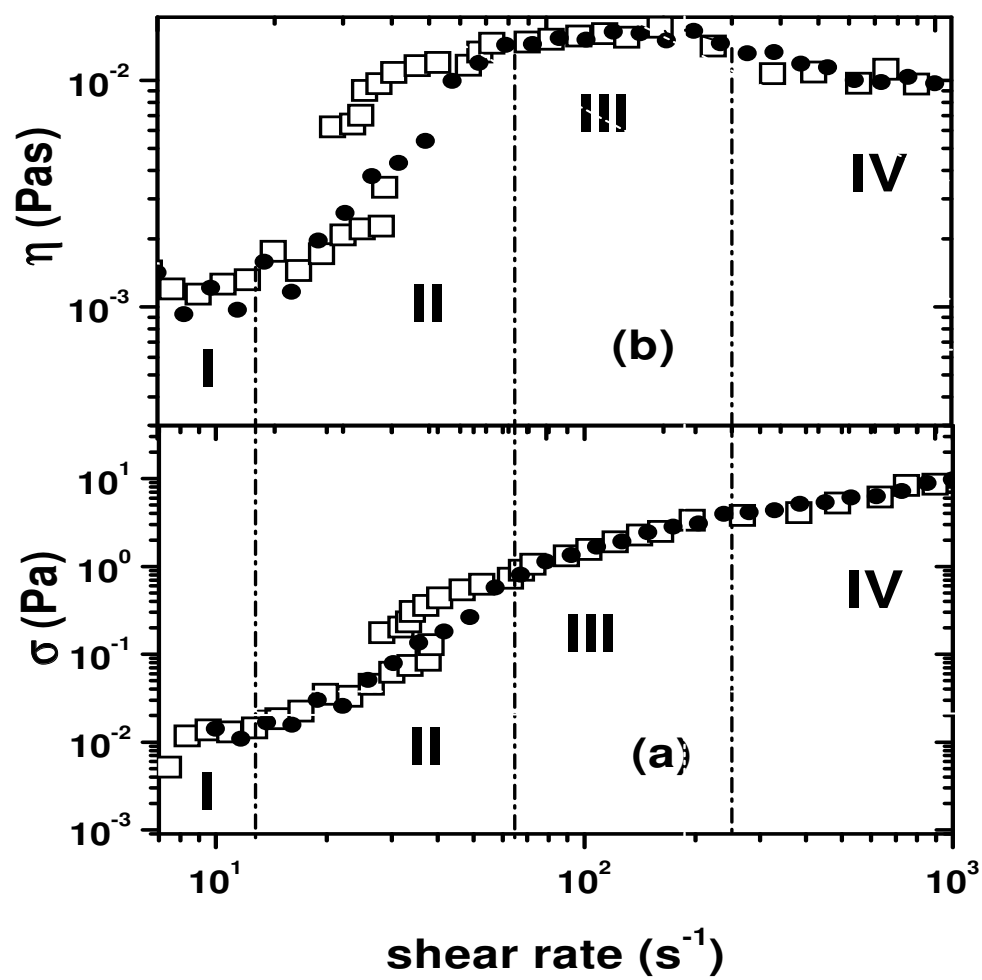 η (Pas)
10⁻²
10⁻³
I
II
III
IV
(b)
σ (Pa)
10¹
10⁰
10⁻¹
10⁻²
10⁻³
I
II
III
IV
(a)
10¹ 10² 10³
shear rate (s⁻¹)